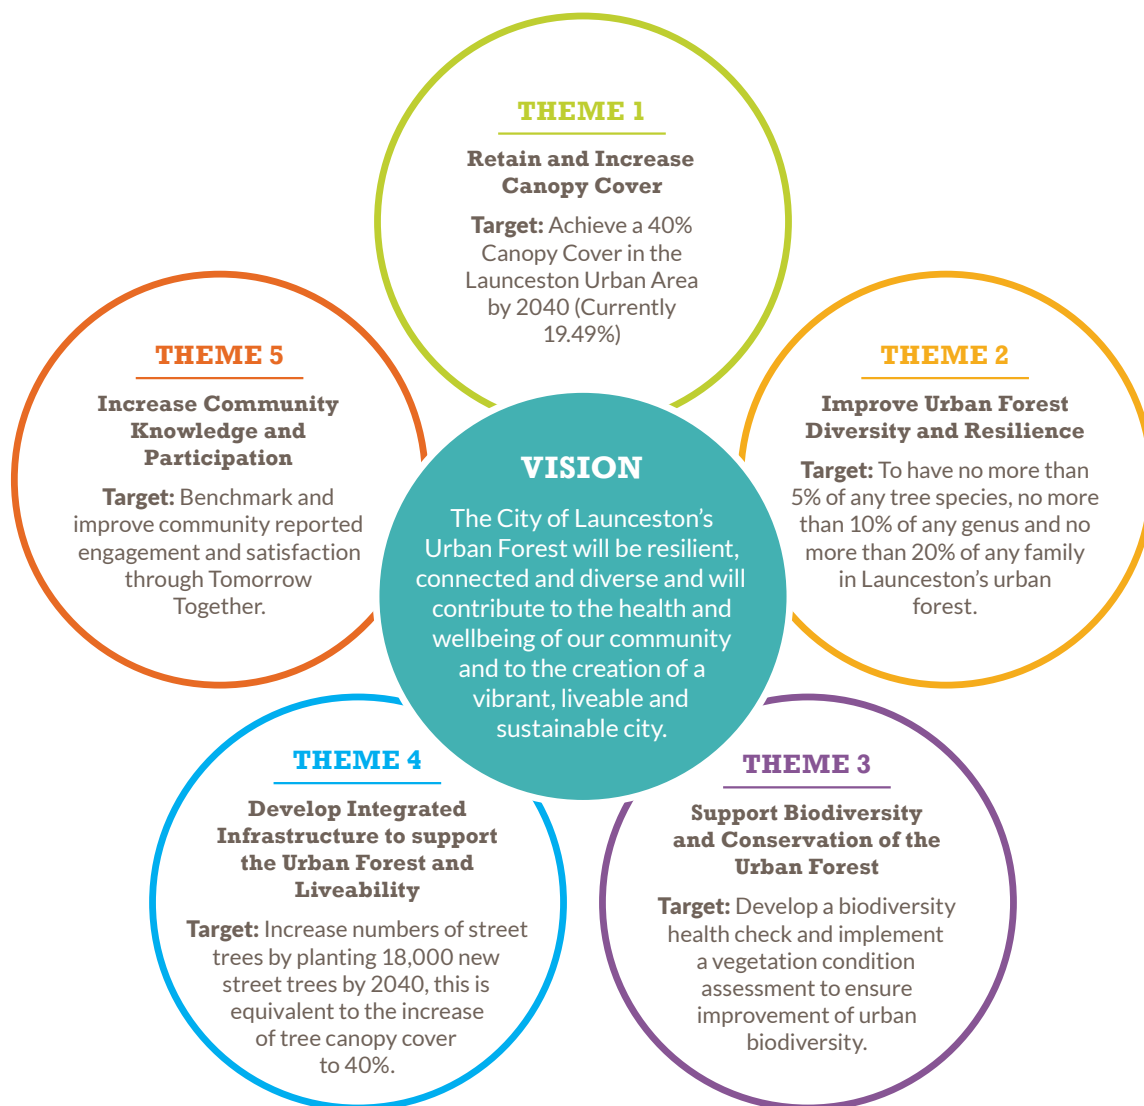 THEME 1
Retain and Increase
Canopy Cover
Target: Achieve a 40%
Canopy Cover in the
Launceston Urban Area
by 2040 (Currently
19.49%)
THEME 2
Improve Urban Forest
Diversity and Resilience
Target: To have no more than
5% of any tree species, no more
than 10% of any genus and no
more than 20% of any family
in Launceston's urban
forest.
THEME 3
Support Biodiversity
and Conservation of the
Urban Forest
Target: Develop a biodiversity
health check and implement
a vegetation condition
assessment to ensure
improvement of urban
biodiversity.
THEME 4
Develop Integrated
Infrastructure to support
the Urban Forest and
Liveability
Target: Increase numbers of street
trees by planting 18,000 new
street trees by 2040, this is
equivalent to the increase
of tree canopy cover
to 40%.
THEME 5
Increase Community
Knowledge and
Participation
Target: Benchmark and
improve community reported
engagement and satisfaction
through Tomorrow
Together.
VISION
The City of Launceston's
Urban Forest will be resilient,
connected and diverse and will
contribute to the health and
wellbeing of our community
and to the creation of a
vibrant, liveable and
sustainable city.